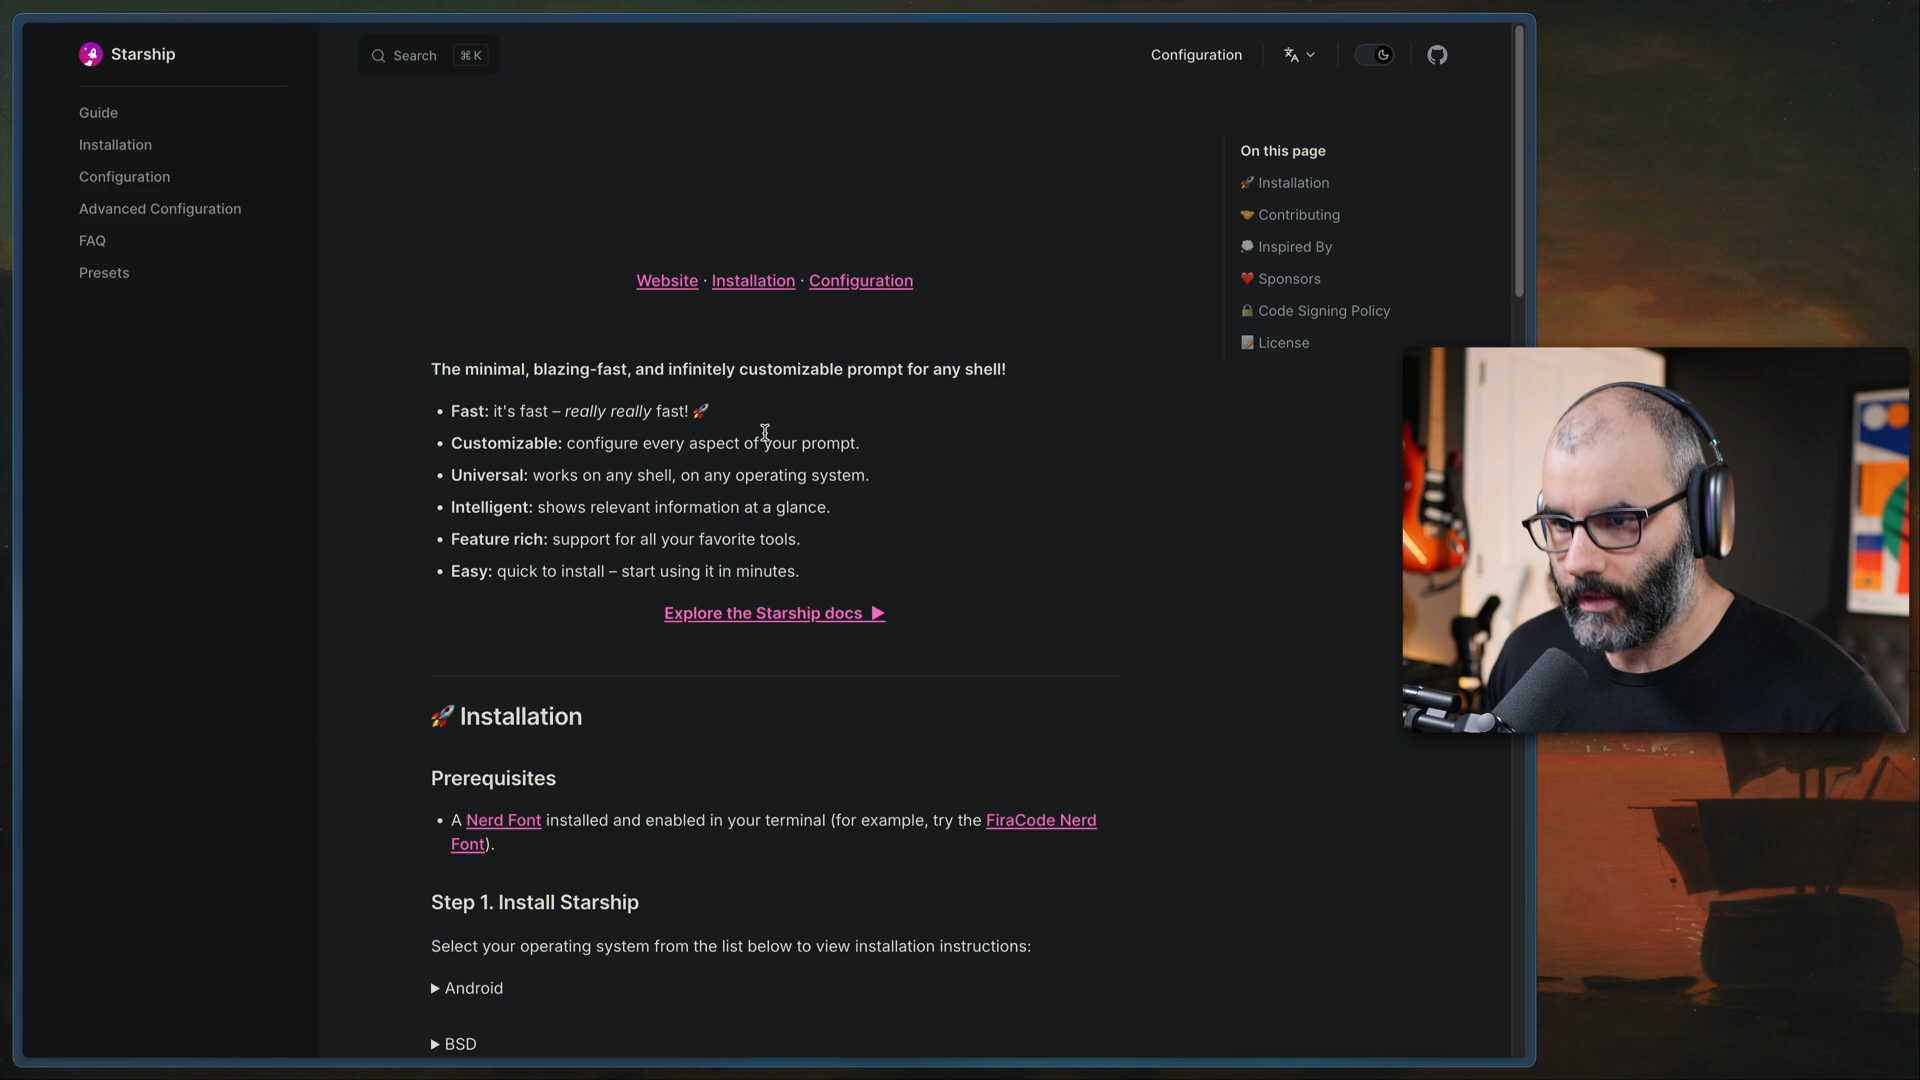 Starship
Search ⌘ K
Configuration
Guide
Installation
Configuration
Advanced Configuration
FAQ
Presets
Website · Installation · Configuration
The minimal, blazing-fast, and infinitely customizable prompt for any shell!
• Fast: it's fast – really really fast! 🚀
• Customizable: configure every aspect of your prompt.
• Universal: works on any shell, on any operating system.
• Intelligent: shows relevant information at a glance.
• Feature rich: support for all your favorite tools.
• Easy: quick to install – start using it in minutes.
Explore the Starship docs ▶
🚀 Installation
Prerequisites
• A Nerd Font installed and enabled in your terminal (for example, try the FiraCode Nerd
Font).
Step 1. Install Starship
Select your operating system from the list below to view installation instructions:
▶ Android
▶ BSD
On this page
🚀 Installation
🤝 Contributing
💭 Inspired By
❤️ Sponsors
🔒 Code Signing Policy
📝 License